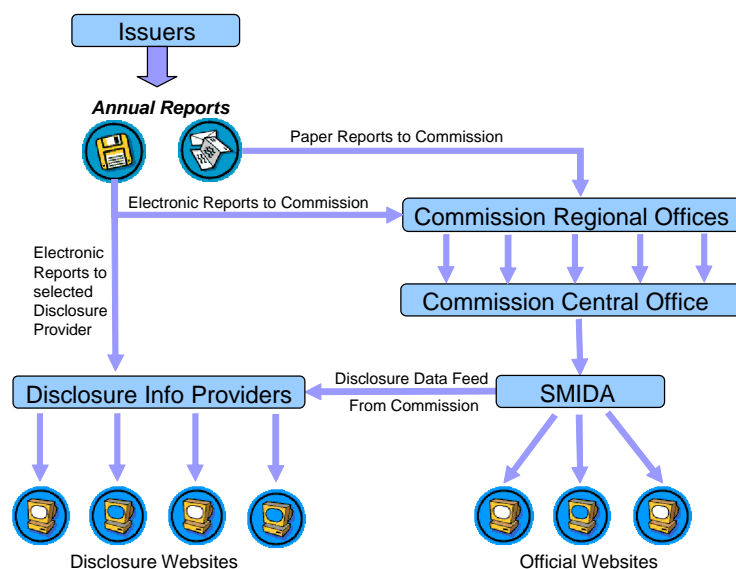 Issuers
Annual Reports
Paper Reports to Commission
Electronic Reports to Commission
Commission Regional Offices
Electronic
Reports to
selected
Disclosure
Provider
Commission Central Office
Disclosure Info Providers
Disclosure Data Feed
From Commission
SMIDA
Disclosure Websites
Official Websites